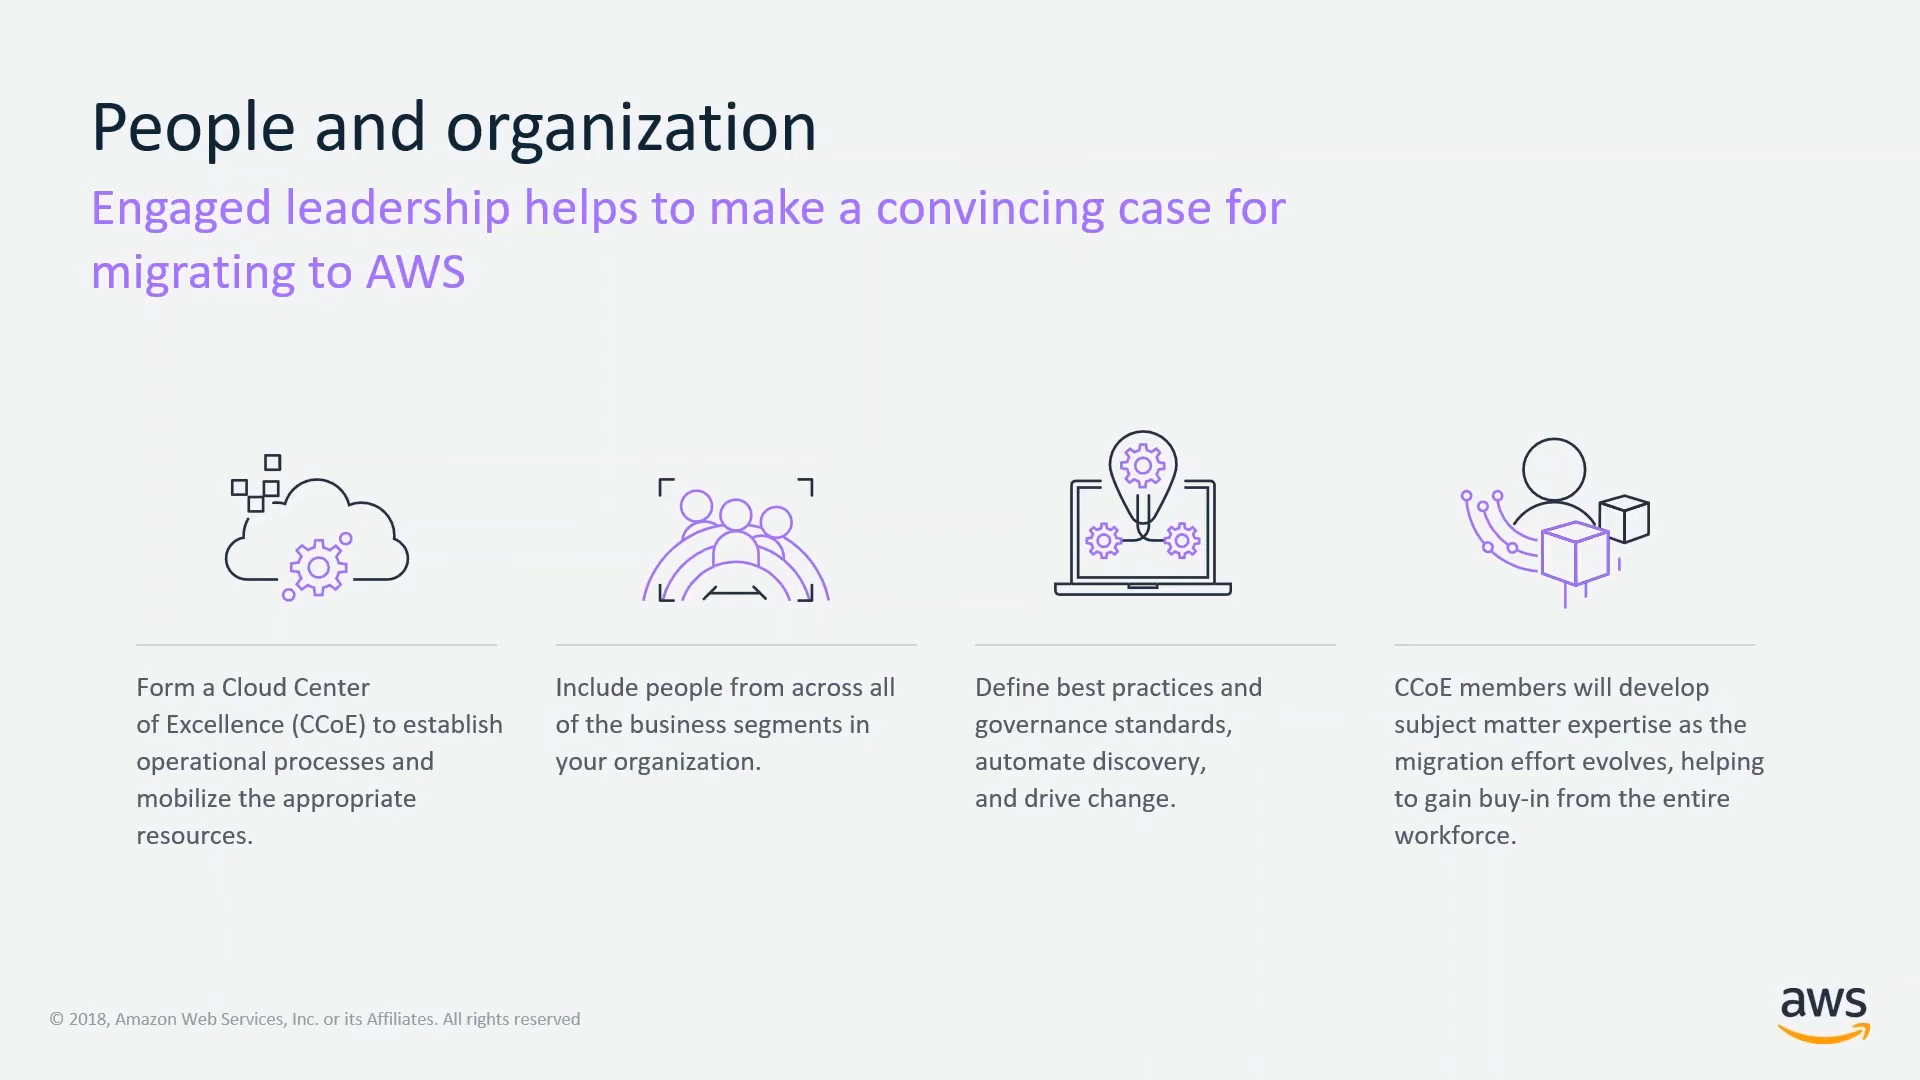 People and organization
Engaged leadership helps to make a convincing case for
migrating to AWS
Form a Cloud Center
of Excellence (CCoE) to establish
operational processes and
mobilize the appropriate
resources.
Include people from across all
of the business segments in
your organization.
Define best practices and
governance standards,
automate discovery,
and drive change.
CCoE members will develop
subject matter expertise as the
migration effort evolves, helping
to gain buy-in from the entire
workforce.
© 2018, Amazon Web Services, Inc. or its Affiliates. All rights reserved
aws